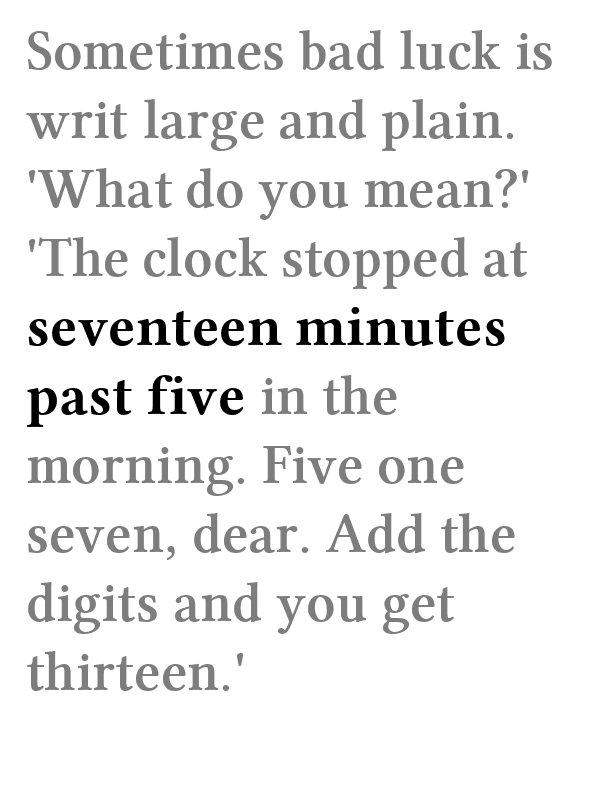 Sometimes bad luck is
writ large and plain.
'What do you mean?'
'The clock stopped at
seventeen minutes
past five in the
morning. Five one
seven, dear. Add the
digits and you get
thirteen.'